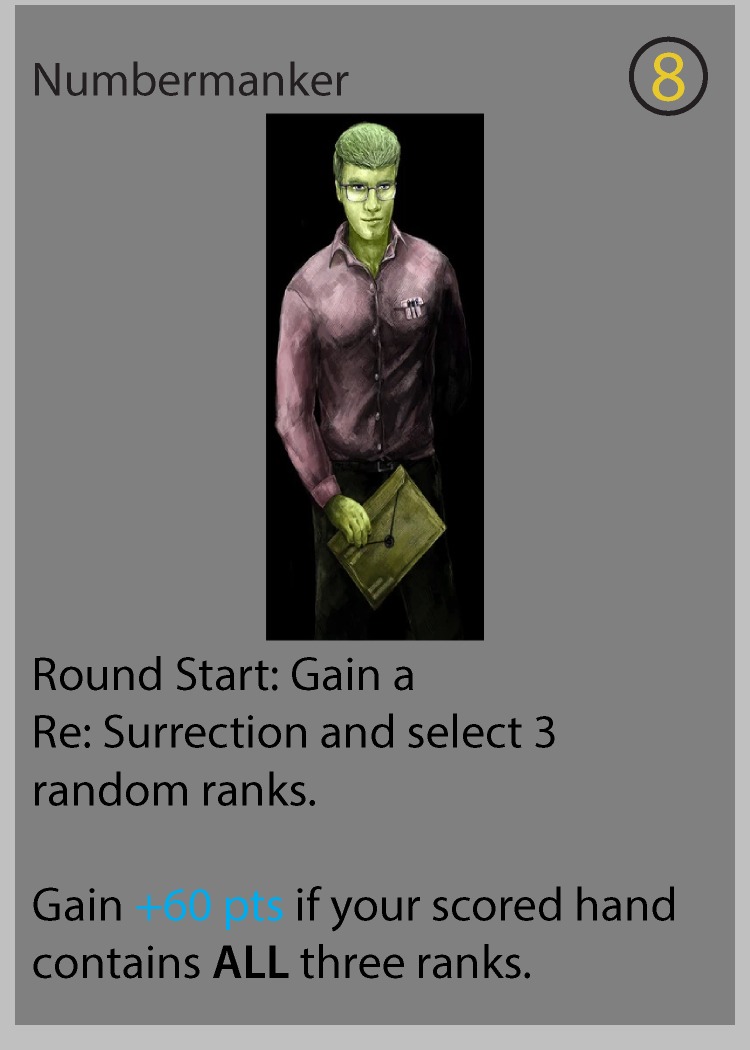 Numbermanker
8
Round Start: Gain a
Re: Surrection and select 3
random ranks.
Gain +60 pts if your scored hand
contains ALL three ranks.